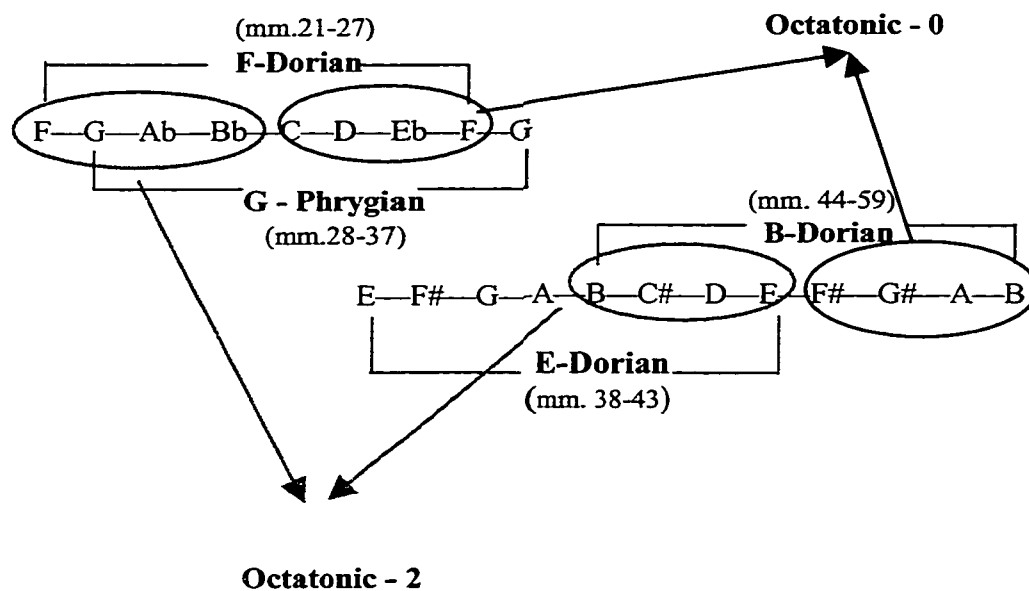 (mm.21-27)
F-Dorian
Octatonic - 0
F—G—Ab—Bb—C—D—Eb—F—G
G - Phrygian
(mm.28-37)
(mm. 44-59)
B-Dorian
E—F#—G—A—B—C#—D—E—F#—G#—A—B
E-Dorian
(mm. 38-43)
Octatonic - 2